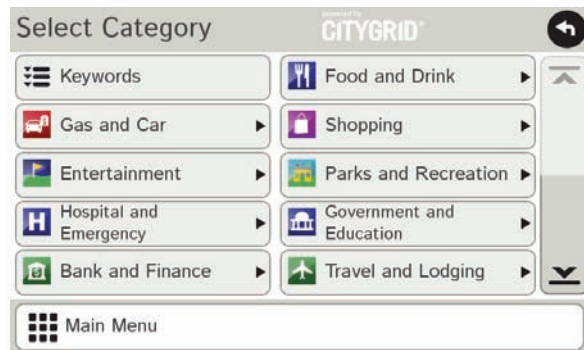 Select Category
powered by
CITYGRID
Keywords
Food and Drink
Gas and Car
Shopping
Entertainment
Parks and Recreation
Hospital and
Emergency
Government and
Education
H
Bank and Finance
Travel and Lodging
Main Menu